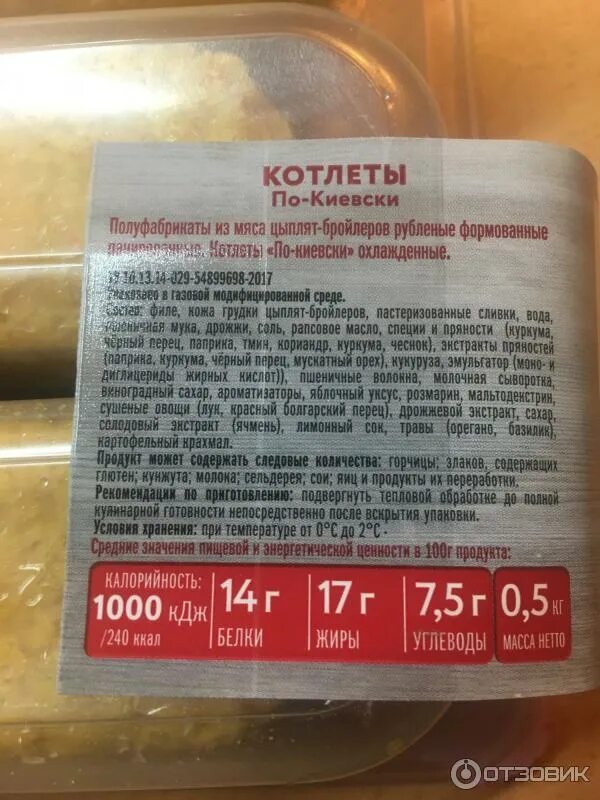 КОТЛЕТЫ
По-Киевски
Полуфабрикаты из мяса цыплят-бройлеров рубленые формованные
панированные. Котлеты «По-киевски» охлажденные.
10.13.14-029-54899698-2017
Упаковано в газовой модифицированной среде.
Состав: филе, кожа грудки цыплят-бройлеров, пастеризованные сливки, вода,
пшеничная мука, дрожжи, соль, рапсовое масло, специи и пряности (куркума,
чёрный перец, паприка, тмин, кориандр, куркума, чеснок), экстракты пряностей
(паприка, куркума, чёрный перец, мускатный орех), кукуруза, эмульгатор (моно- и
диглицериды жирных кислот)), пшеничные волокна, молочная сыворотка,
виноградный сахар, ароматизаторы, яблочный уксус, розмарин, мальтодекстрин,
сушеные овощи (лук, красный болгарский перец), дрожжевой экстракт, сахар,
солодовый экстракт (ячмень), лимонный сок, травы (орегано, базилик),
картофельный крахмал.
Продукт может содержать следовые количества: горчицы; злаков, содержащих
глютен; кунжута; молока; сельдерея; сои; яиц и продукты их переработки.
Рекомендации по приготовлению: подвергнуть тепловой обработке до полной
кулинарной готовности непосредственно после вскрытия упаковки.
Условия хранения: при температуре от 0°С до 2°С
Средние значения пищевой и энергетической ценности в 100г продукта:
КАЛОРИЙНОСТЬ:
1000 кДж
/240 ккал
14 г
БЕЛКИ
17 г
ЖИРЫ
7,5 г
УГЛЕВОДЫ
0,5 кг
МАССА НЕТТО
ОТЗОВИК